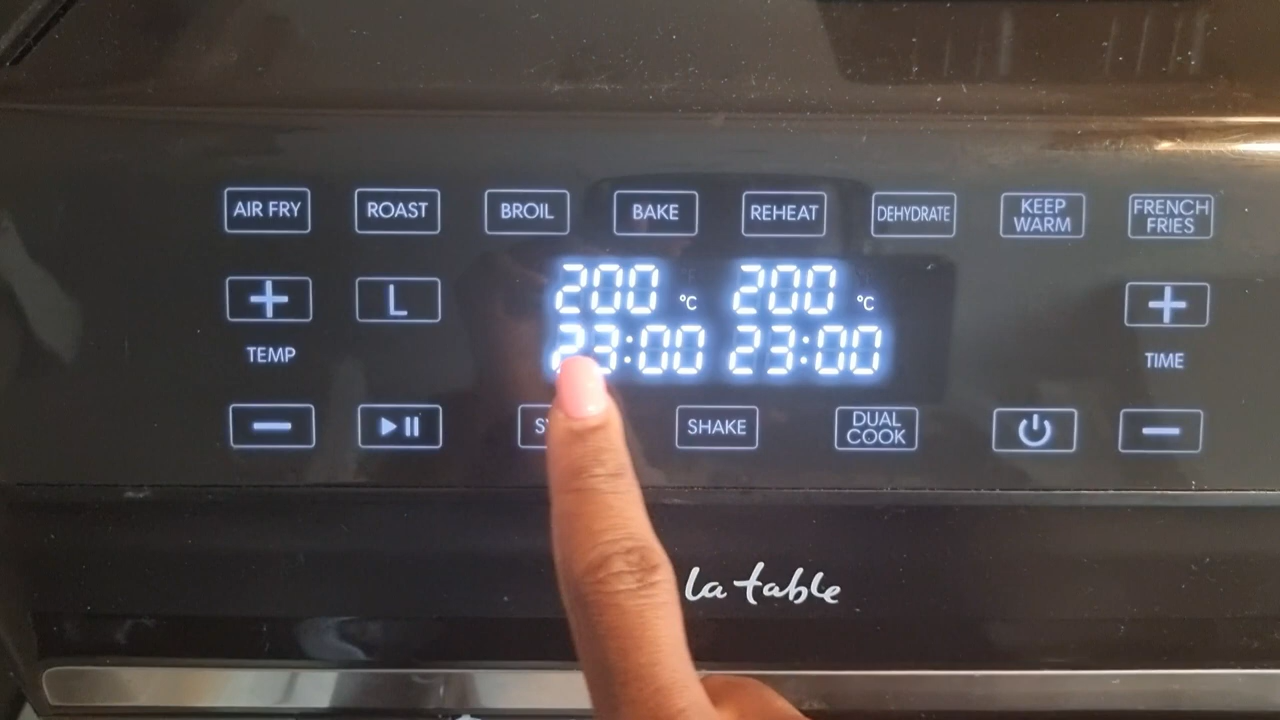 AIR FRY ROAST BROIL BAKE REHEAT DEHYDRATE KEEP WARM FRENCH FRIES
200 °C 200 °C
L
23:00 23:00
TEMP TIME
SHAKE DUAL COOK
la table